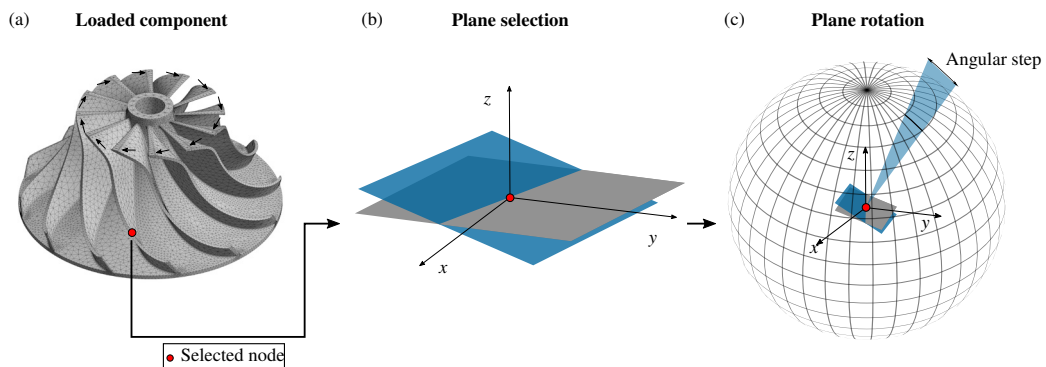 (a) Loaded component
(b) Plane selection
(c) Plane rotation
Angular step
z
y
x
z
y
x
Selected node